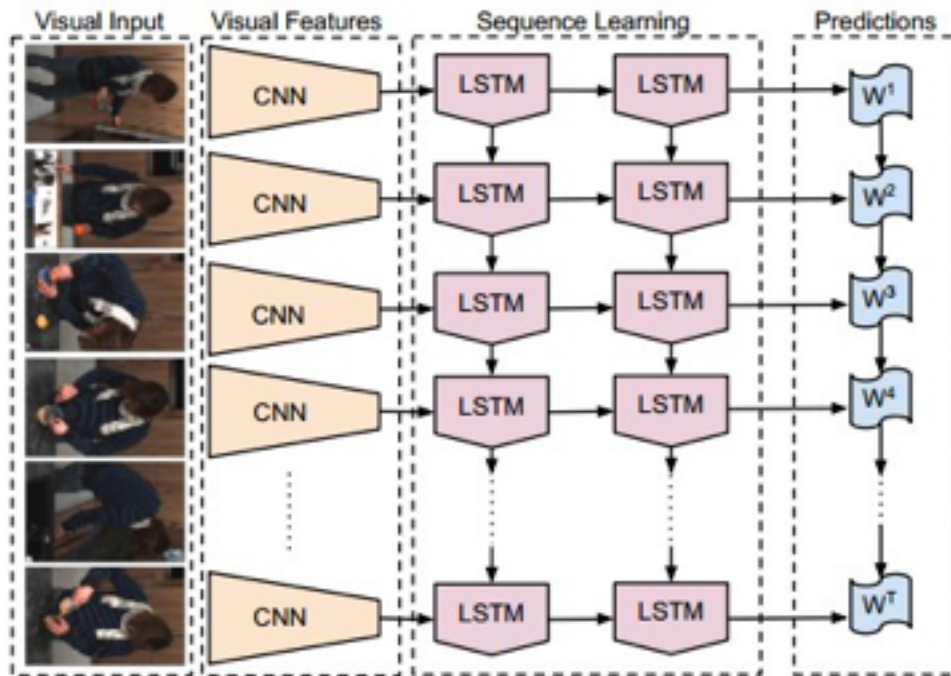 Visual Input Visual Features Sequence Learning Predictions
CNN LSTM LSTM W¹
CNN LSTM LSTM W²
CNN LSTM LSTM W³
CNN LSTM LSTM W⁴
CNN LSTM LSTM Wᵀ